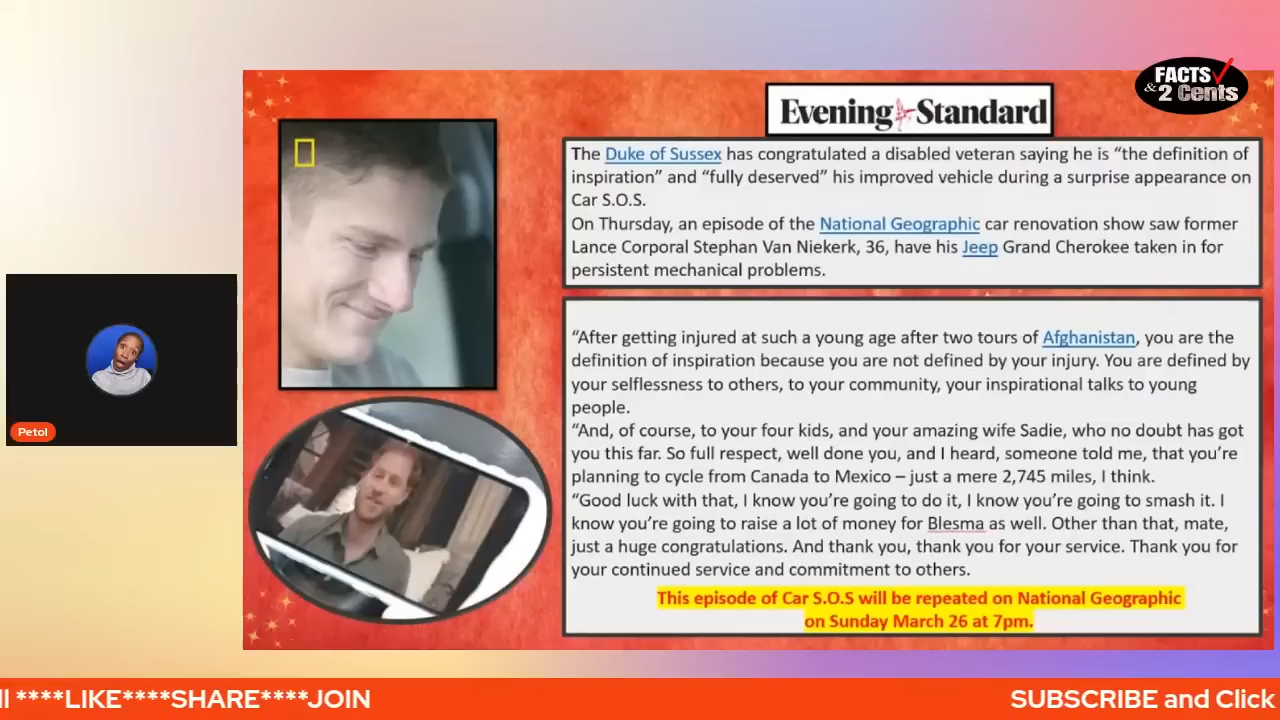 FACTS
& 2 Cents
Evening Standard
The Duke of Sussex has congratulated a disabled veteran saying he is “the definition of
inspiration” and “fully deserved” his improved vehicle during a surprise appearance on
Car S.O.S.
On Thursday, an episode of the National Geographic car renovation show saw former
Lance Corporal Stephan Van Niekerk, 36, have his Jeep Grand Cherokee taken in for
persistent mechanical problems.
“After getting injured at such a young age after two tours of Afghanistan, you are the
definition of inspiration because you are not defined by your injury. You are defined by
your selflessness to others, to your community, your inspirational talks to young
people.
“And, of course, to your four kids, and your amazing wife Sadie, who no doubt has got
you this far. So full respect, well done you, and I heard, someone told me, that you’re
planning to cycle from Canada to Mexico – just a mere 2,745 miles, I think.
“Good luck with that, I know you’re going to do it, I know you’re going to smash it. I
know you’re going to raise a lot of money for Blesma as well. Other than that, mate,
just a huge congratulations. And thank you, thank you for your service. Thank you for
your continued service and commitment to others.
This episode of Car S.O.S will be repeated on National Geographic
on Sunday March 26 at 7pm.
Petol
****LIKE****SHARE****JOIN
SUBSCRIBE and Click